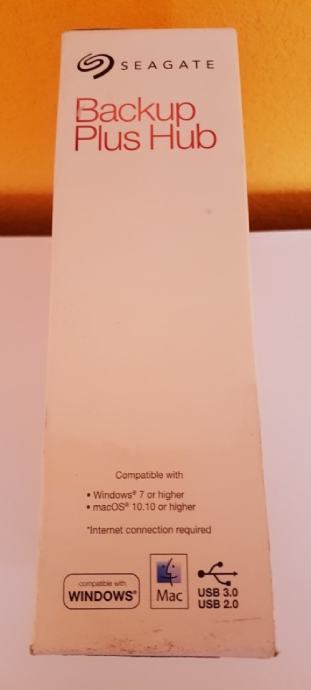 SEAGATE
Backup
Plus Hub
Compatible with
• Windows® 7 or higher
• macOS® 10.10 or higher
*Internet connection required
compatible with
WINDOWS®
Mac
USB 3.0
USB 2.0